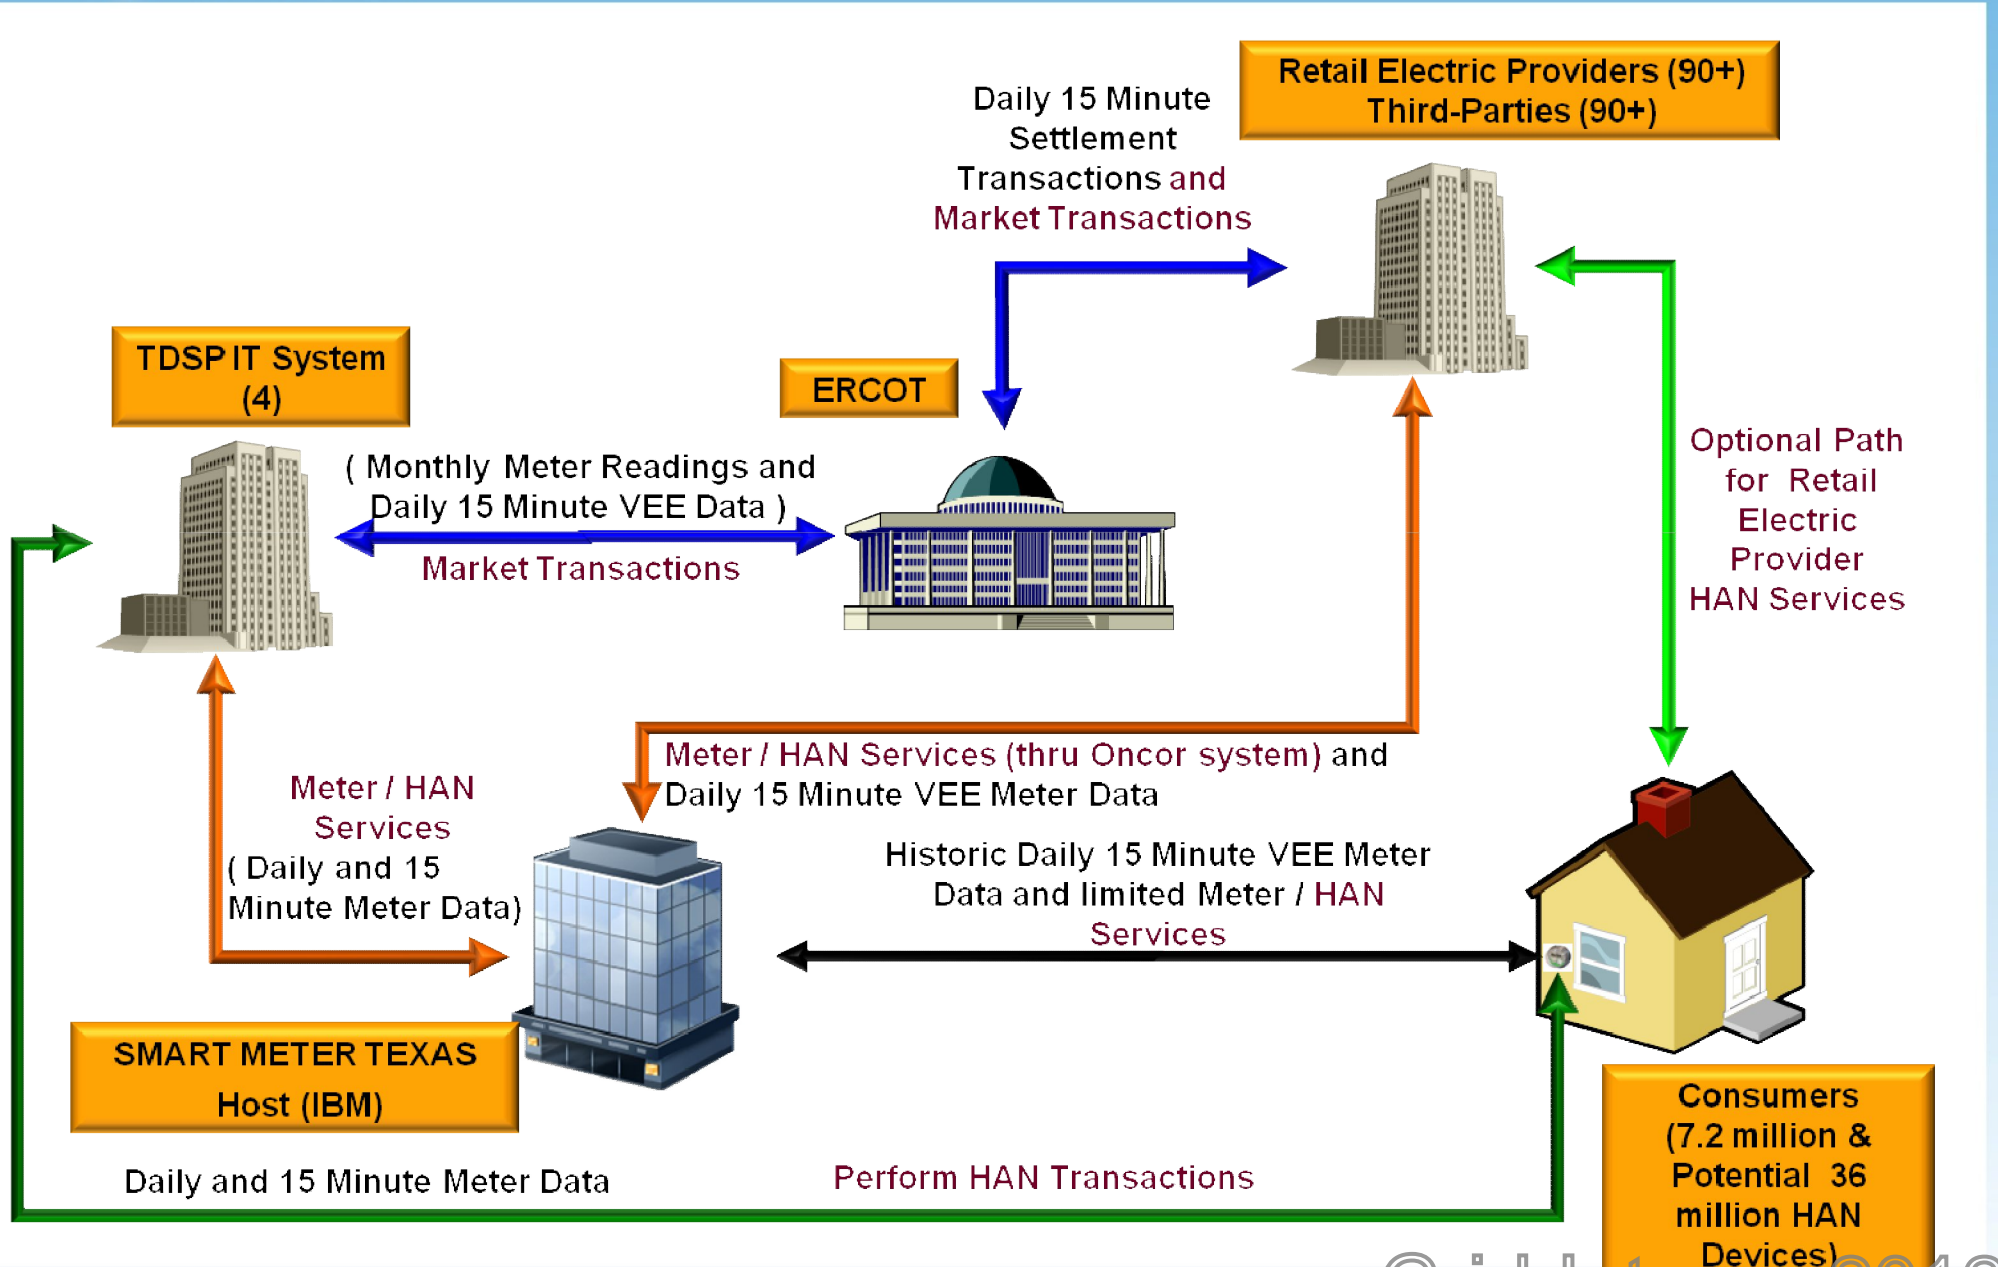 Retail Electric Providers (90+)
Third-Parties (90+)
Daily 15 Minute
Settlement
Transactions and
Market Transactions
TDSP IT System
(4)
ERCOT
( Monthly Meter Readings and
Daily 15 Minute VEE Data )
Market Transactions
Optional Path
for Retail
Electric
Provider
HAN Services
Meter / HAN Services (thru Oncor system) and
Daily 15 Minute VEE Meter Data
Meter / HAN
Services
( Daily and 15
Minute Meter Data)
Historic Daily 15 Minute VEE Meter
Data and limited Meter / HAN
Services
SMART METER TEXAS
Host (IBM)
Consumers
(7.2 million &
Potential 36
million HAN
Devices)
Daily and 15 Minute Meter Data
Perform HAN Transactions